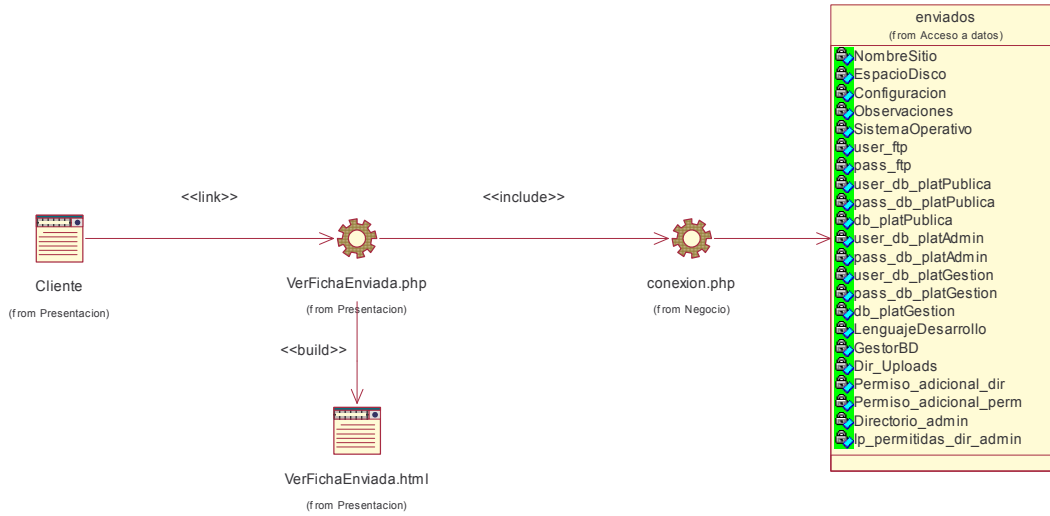 enviados
(from Acceso a datos)
NombreSitio
EspacioDisco
Configuracion
Observaciones
SistemaOperativo
user_ftp
pass_ftp
user_db_platPublica
pass_db_platPublica
db_platPublica
user_db_platAdmin
pass_db_platAdmin
user_db_platGestion
pass_db_platGestion
db_platGestion
LenguajeDesarrollo
GestorBD
Dir_Uploads
Permiso_adicional_dir
Permiso_adicional_perm
Directorio_admin
Ip_permitidas_dir_admin
<<link>>
<<include>>
Cliente
(from Presentacion)
VerFichaEnviada.php
(from Presentacion)
conexion.php
(from Negocio)
<<build>>
VerFichaEnviada.html
(from Presentacion)